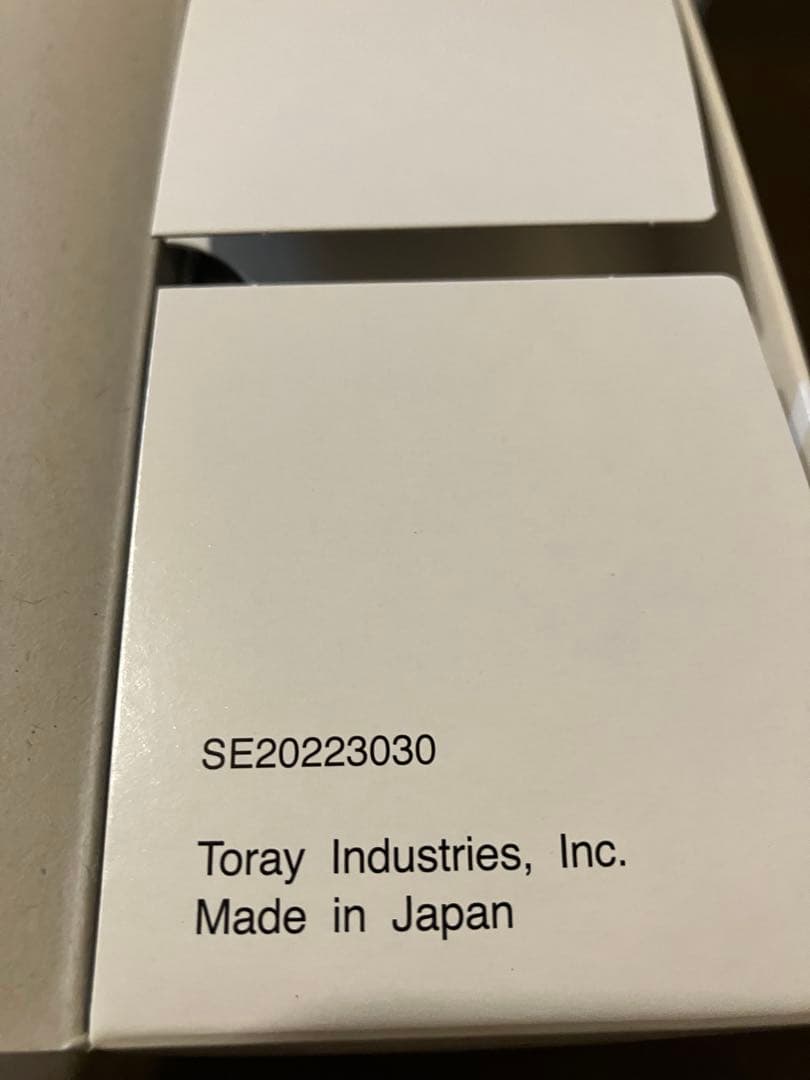 SE20223030
Toray Industries, Inc.
Made in Japan